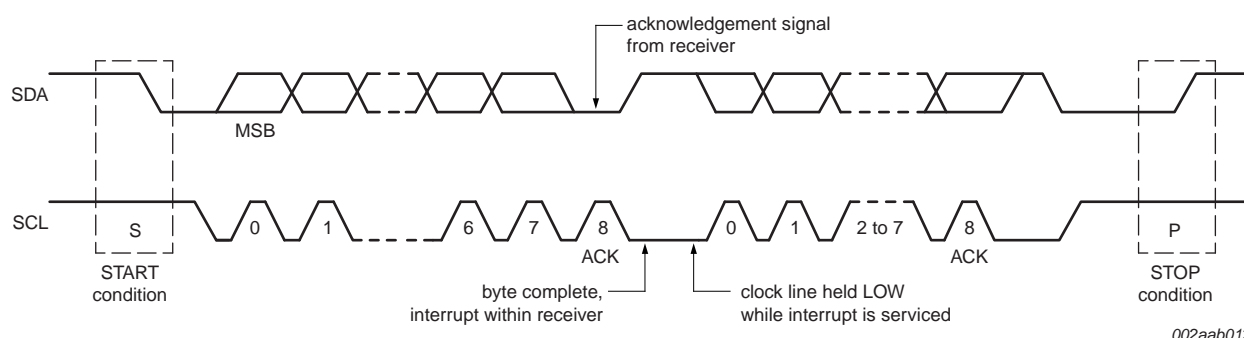 acknowledgement signal
from receiver
SDA
MSB
SCL
S
0
1
6
7
8
0
1
2 to 7
8
P
ACK
ACK
START
condition
byte complete,
interrupt within receiver
clock line held LOW
while interrupt is serviced
STOP
condition